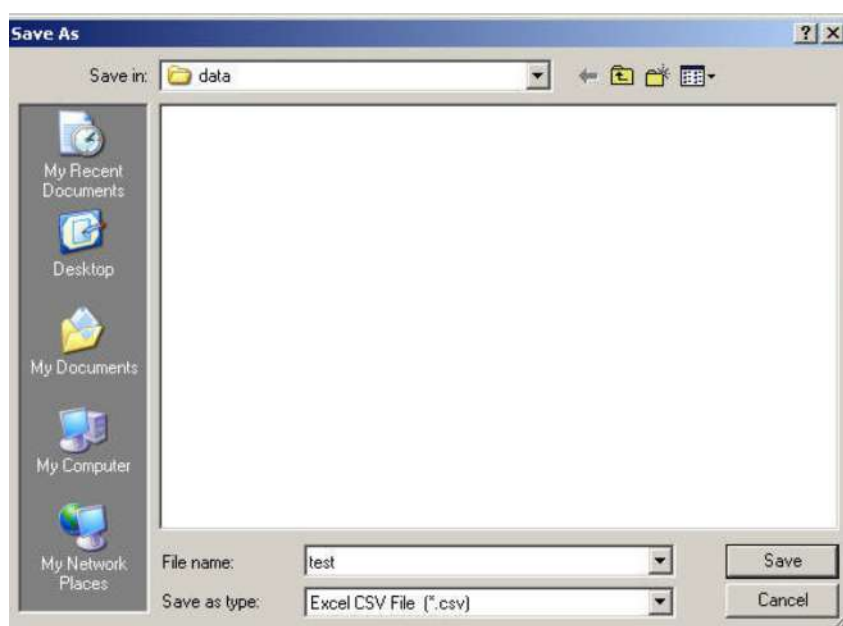 Save As
Save in:
data
My Recent
Documents
Desktop
My Documents
My Computer
My Network
Places
File name:
test
Save
Save as type:
Excel CSV File (*.csv)
Cancel